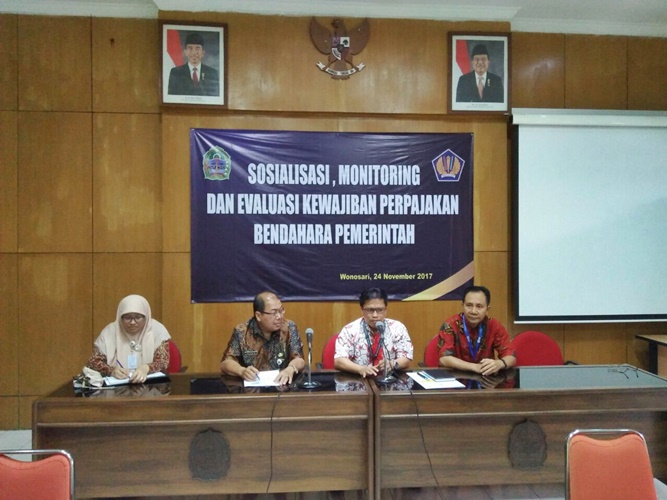 SOSIALISASI , MONITORING
DAN EVALUASI KEWAJIBAN PERPAJAKAN
BENDAHARA PEMERINTAH
Wonosari, 24 November 2017